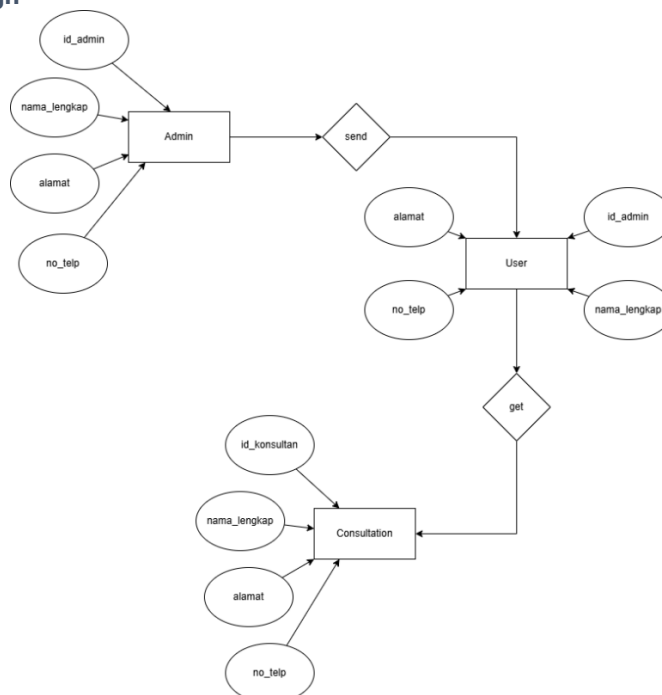 id_admin
nama_lengkap
Admin
send
alamat
alamat
id_admin
no_telp
User
no_telp
nama_lengkap
get
id_konsultan
nama_lengkap
Consultation
alamat
no_telp